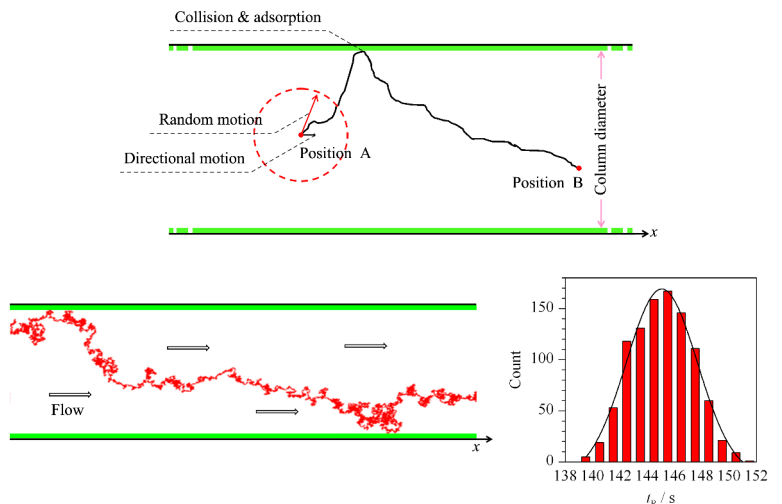 Collision & adsorption
Random motion
Position A
Directional motion
Position B
Column diameter
x
Flow
x
Count
150
100
50
0
138 140 142 144 146 148 150 152
t_R / s